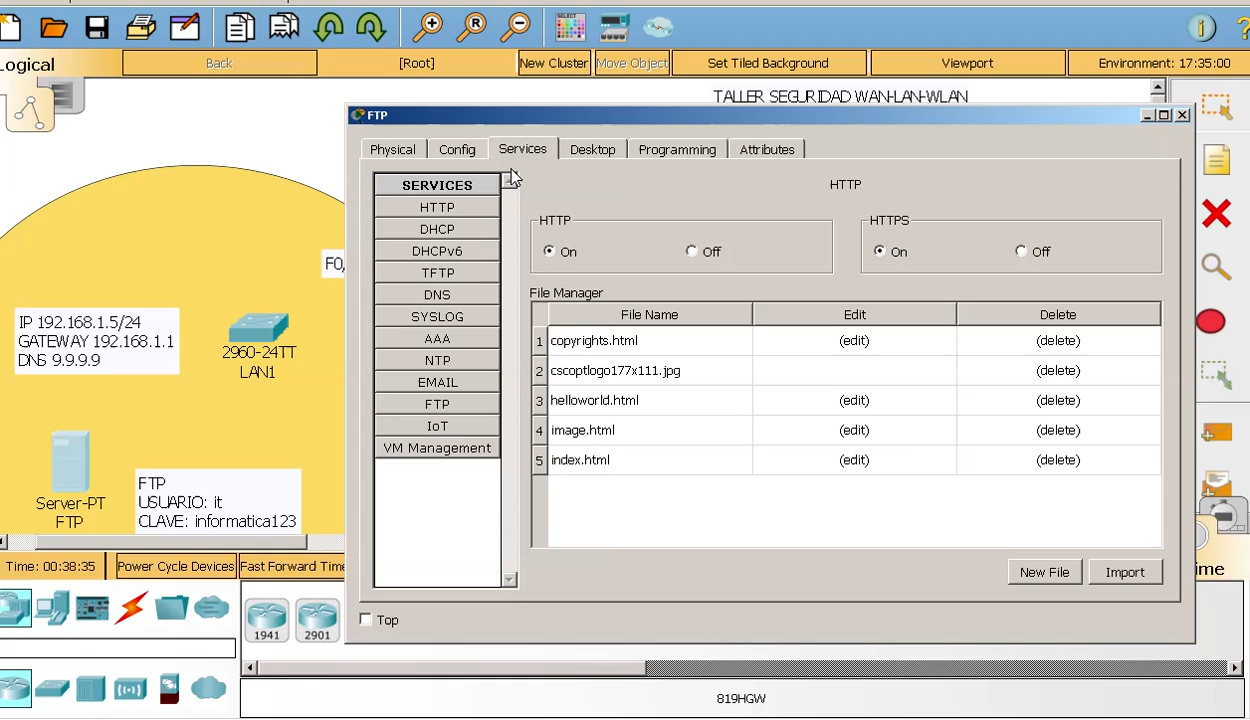 SELECT
Logical
Back
[Root]
New Cluster
Move Object
Set Tiled Background
Viewport
Environment: 17:35:00
TALLER SEGURIDAD WAN-LAN-WLAN
FTP
Physical
Config
Services
Desktop
Programming
Attributes
SERVICES
HTTP
DHCP
DHCPv6
TFTP
DNS
SYSLOG
AAA
NTP
EMAIL
FTP
IoT
VM Management
HTTP
HTTP
On
Off
HTTPS
On
Off
File Manager
File Name Edit Delete
1 copyrights.html (edit) (delete)
2 cscoptlogo177x111.jpg (delete)
3 helloworld.html (edit) (delete)
4 image.html (edit) (delete)
5 index.html (edit) (delete)
New File
Import
Top
F0,
IP 192.168.1.5/24
GATEWAY 192.168.1.1
DNS 9.9.9.9
2960-24TT
LAN1
Server-PT
FTP
FTP
USUARIO: it
CLAVE: informatica123
Time: 00:38:35
Power Cycle Devices
Fast Forward Time
ime
1941
2901
819HGW